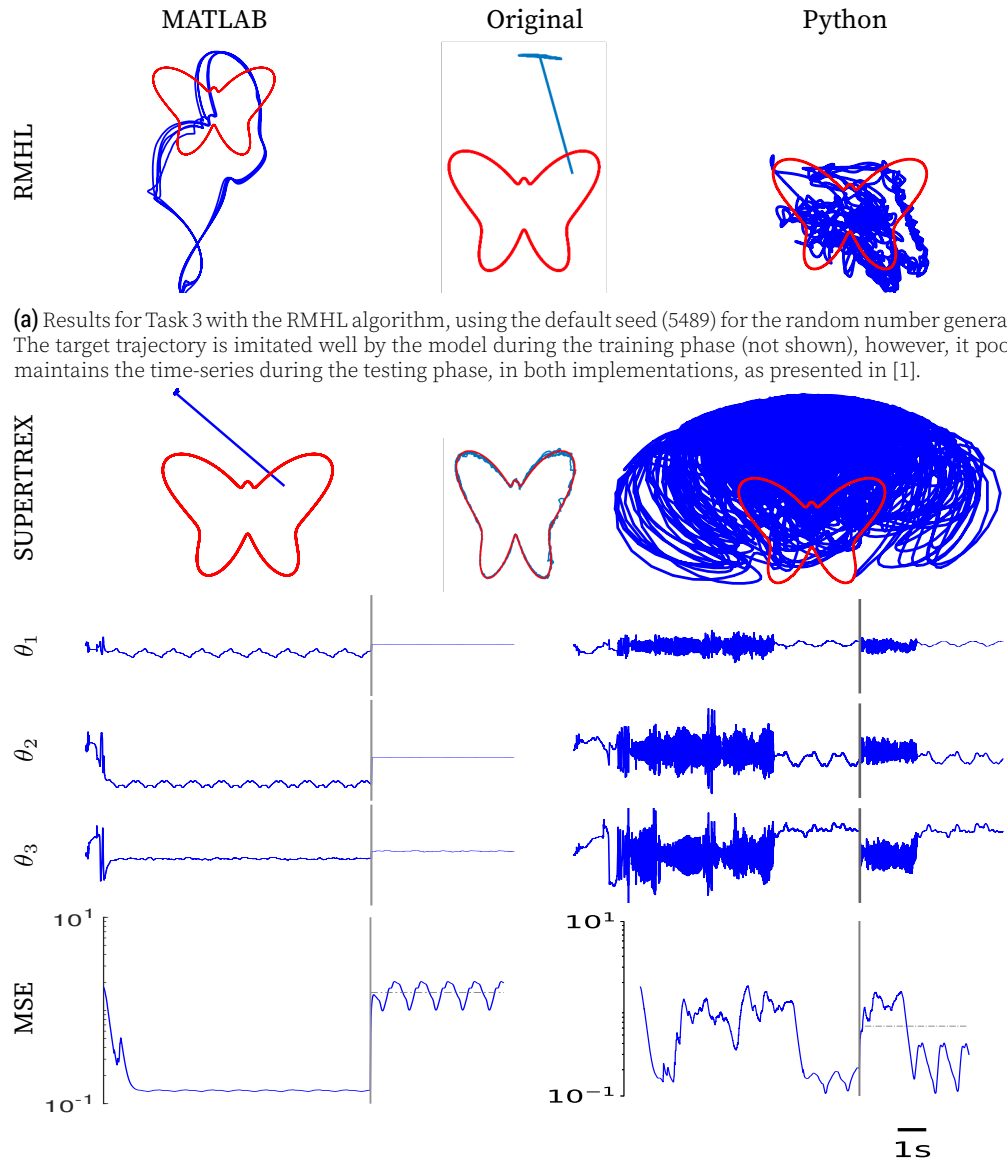 MATLAB Original Python
RMHL
(a) Results for Task 3 with the RMHL algorithm, using the default seed (5489) for the random number genera
The target trajectory is imitated well by the model during the training phase (not shown), however, it poo
maintains the time-series during the testing phase, in both implementations, as presented in [1].
SUPERTREX
θ₁
θ₂
θ₃
MSE
10¹ 10¹
10⁻¹ 10⁻¹
1s